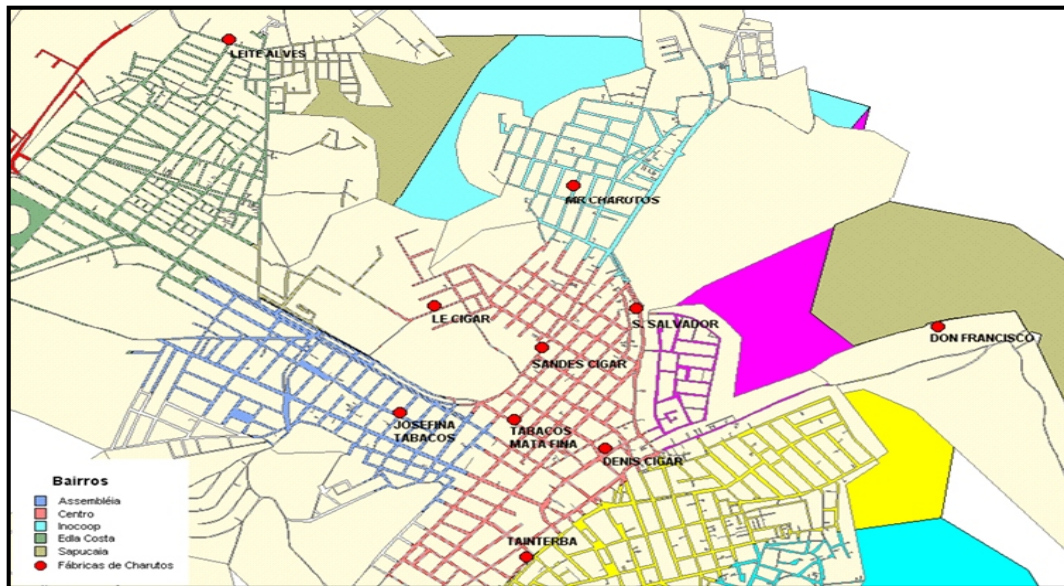 LEITE ALVES
MR CHARUTOS
LE CIGAR
S. SALVADOR
DON FRANCISCO
SANDES CIGAR
JOSEFINA
TABACOS
TABACOS
MATA FINA
DENIS CIGAR
TAINTERBA
Bairros
Assembléia
Centro
Inocoop
Edla Costa
Sapucaia
Fábricas de Charutos